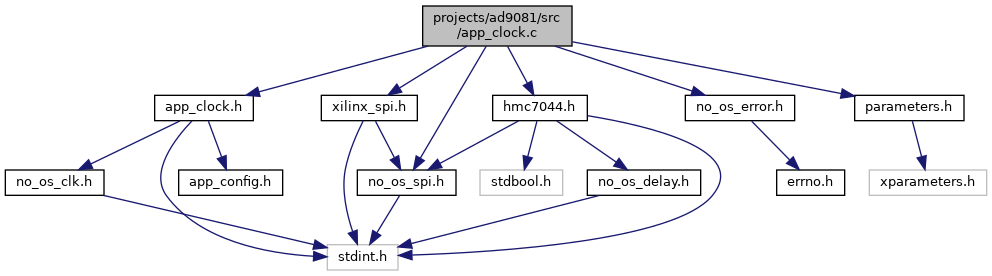 projects/ad9081/src
/app_clock.c
app_clock.h
xilinx_spi.h
hmc7044.h
no_os_error.h
parameters.h
no_os_clk.h
app_config.h
no_os_spi.h
stdbool.h
no_os_delay.h
errno.h
xparameters.h
stdint.h